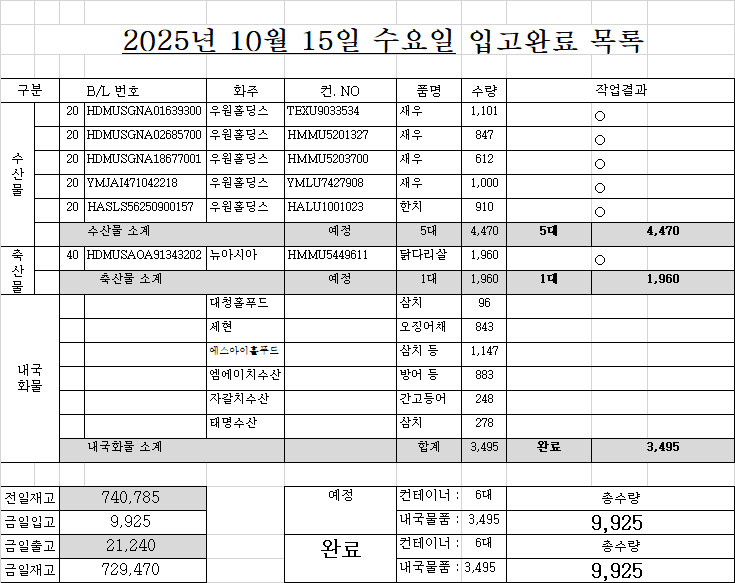 2025년 10월 15일 수요일 입고완료 목록
구분 B/L 번호 화주 컨. NO 품명 수량 작업결과
수산물
20 HDMUSGNA01639300 우원홀딩스 TEXU9033534 새우 1,101 ○
20 HDMUSGNA02685700 우원홀딩스 HMMU5201327 새우 847 ○
20 HDMUSGNA18677001 우원홀딩스 HMMU5203700 새우 612 ○
20 YMJAI471042218 우원홀딩스 YMLU7427908 새우 1,000 ○
20 HASLS56250900157 우원홀딩스 HALU1001023 한치 910 ○
수산물 소계 예정 5대 4,470 5대 4,470
축산물
40 HDMUSAOA91343202 뉴아시아 HMMU5449611 닭다리살 1,960 ○
축산물 소계 예정 1대 1,960 1대 1,960
내국화물
대청홀푸드 삼치 96
세현 오징어채 843
에스아이홀푸드 삼치 등 1,147
엠에이치수산 방어 등 883
자갈치수산 간고등어 248
태명수산 삼치 278
내국화물 소계 합계 3,495 완료 3,495
전일재고 740,785 예정 컨테이너 : 6대 총수량
금일입고 9,925 내국물품 : 3,495 9,925
금일출고 21,240 완료 컨테이너 : 6대 총수량
금일재고 729,470 내국물품 : 3,495 9,925